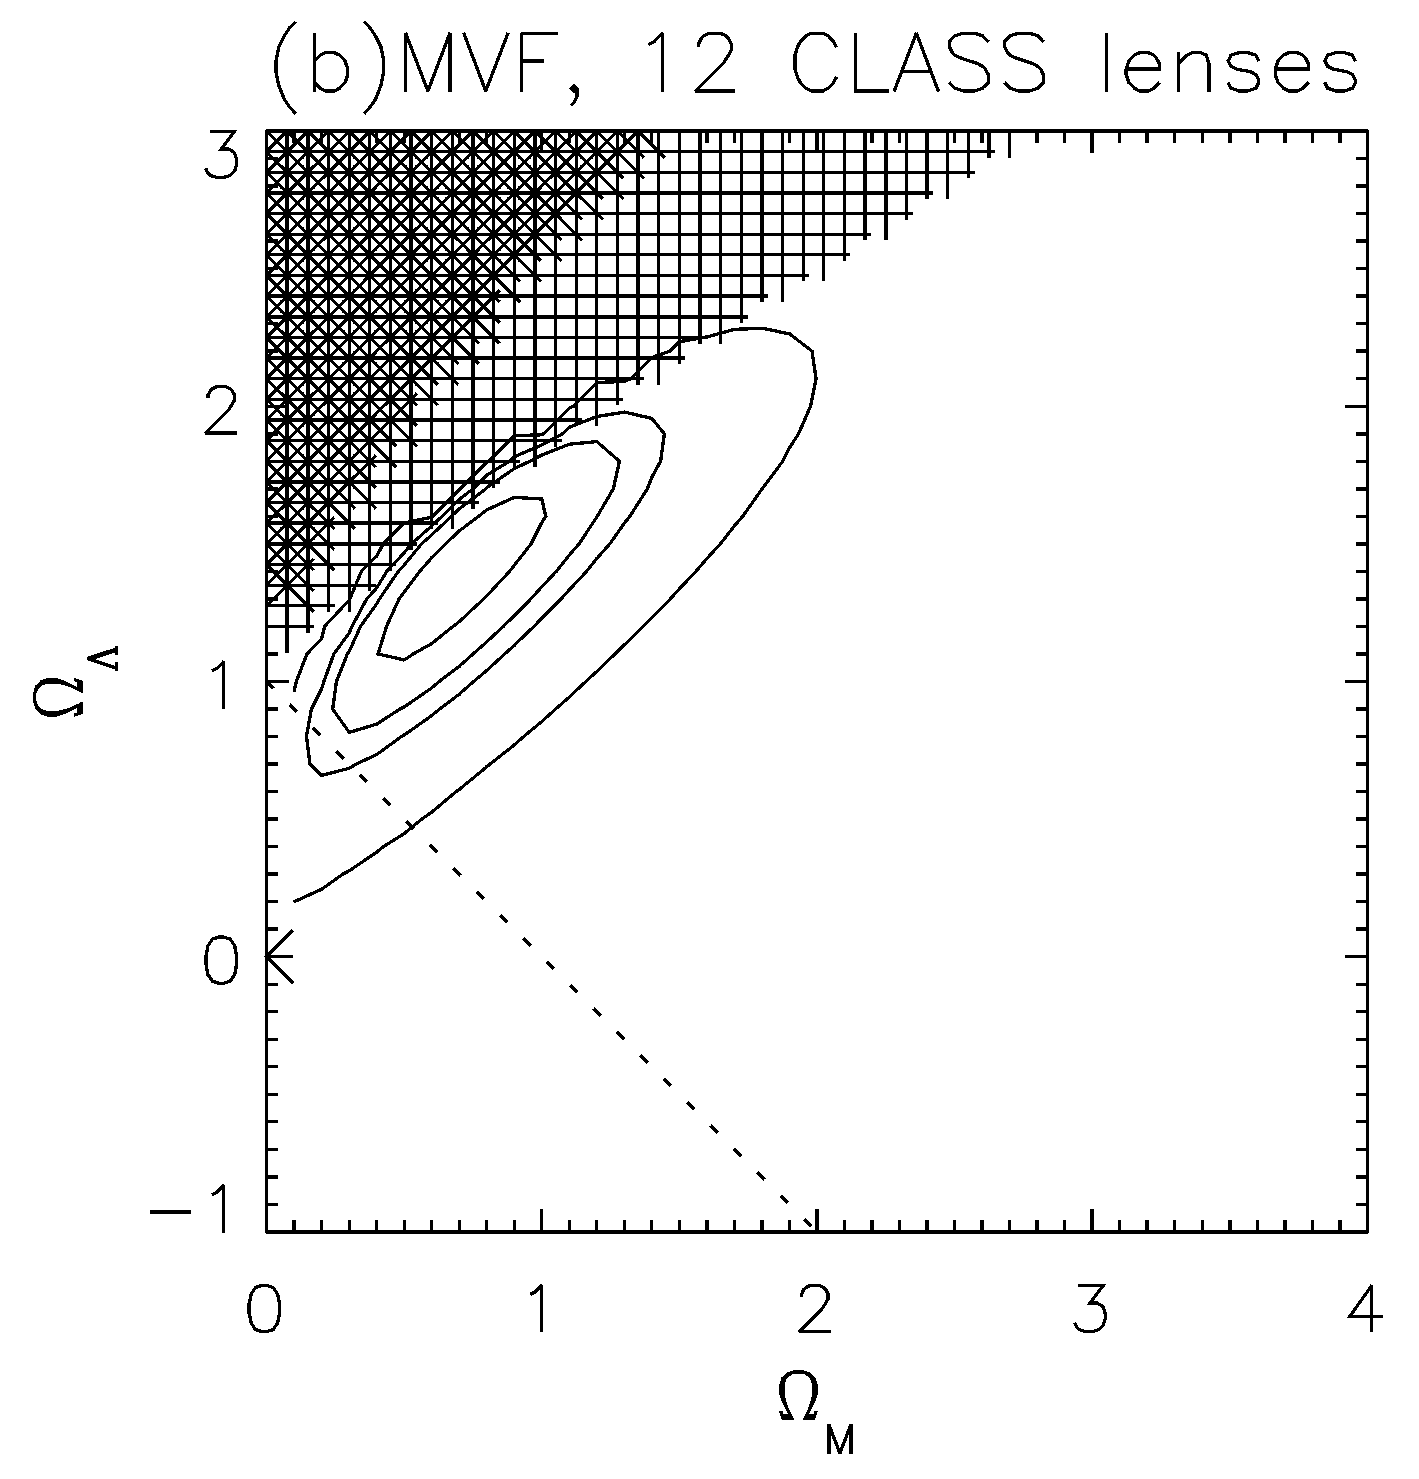 (b)MVF, 12 CLASS lenses
3
2
1
0
−1
Ω_Λ
0 1 2 3 4
Ω_M